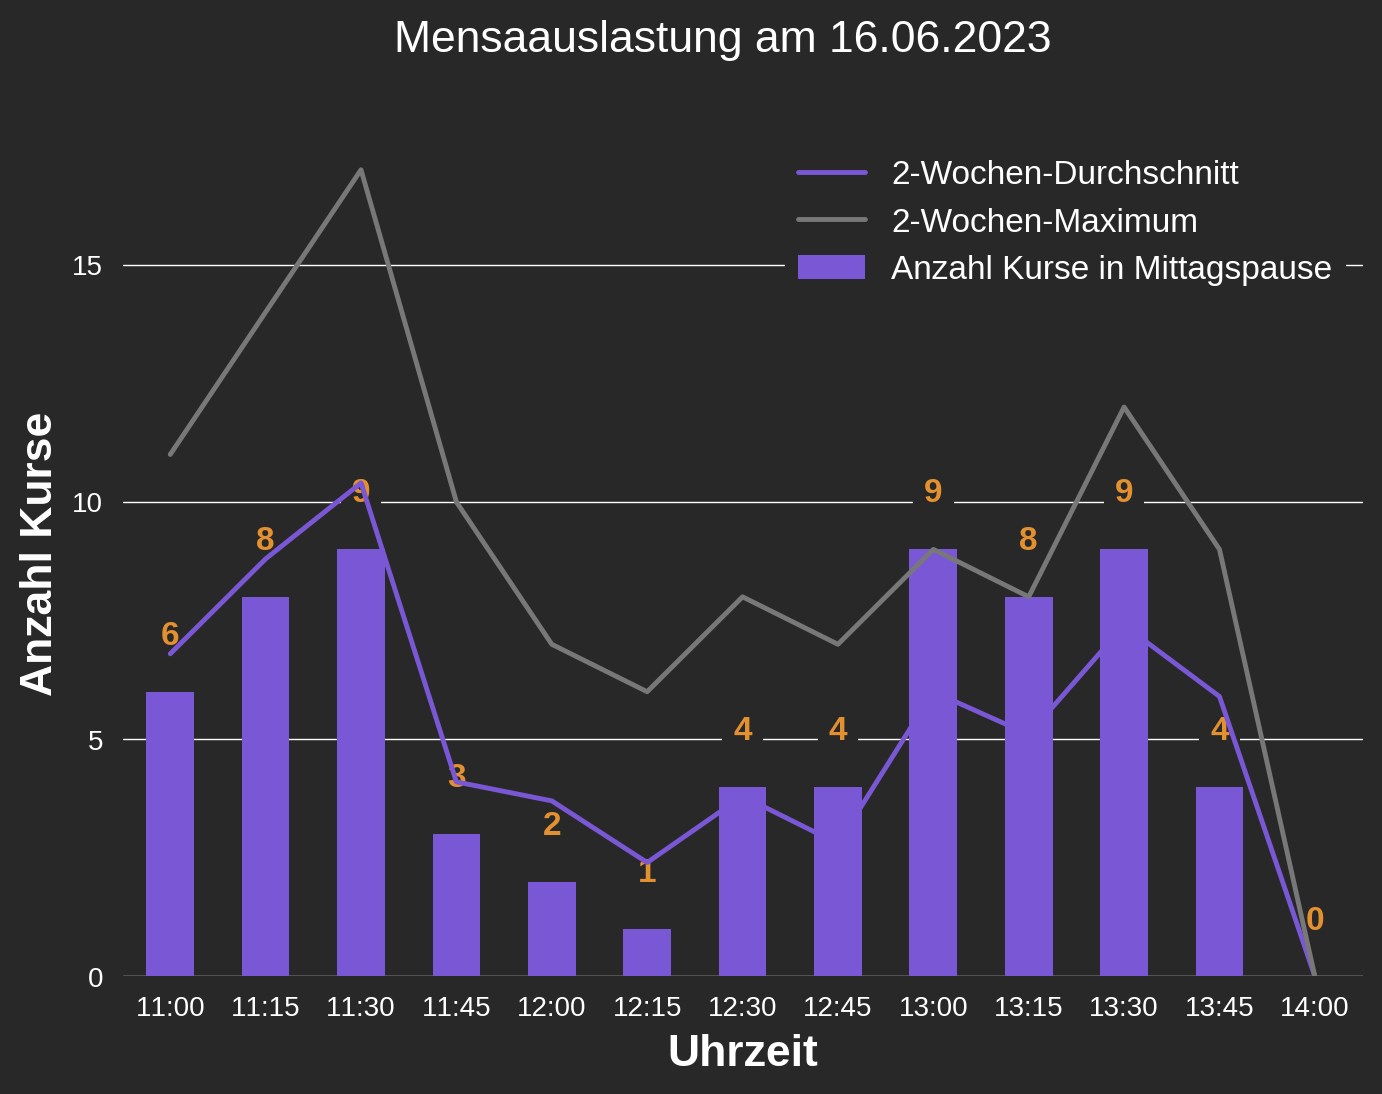 Mensaauslastung am 16.06.2023
2-Wochen-Durchschnitt
2-Wochen-Maximum
Anzahl Kurse in Mittagspause
Anzahl Kurse
15
10
5
0
6
8
9
3
2
1
4
4
9
8
9
4
0
11:00 11:15 11:30 11:45 12:00 12:15 12:30 12:45 13:00 13:15 13:30 13:45 14:00
Uhrzeit